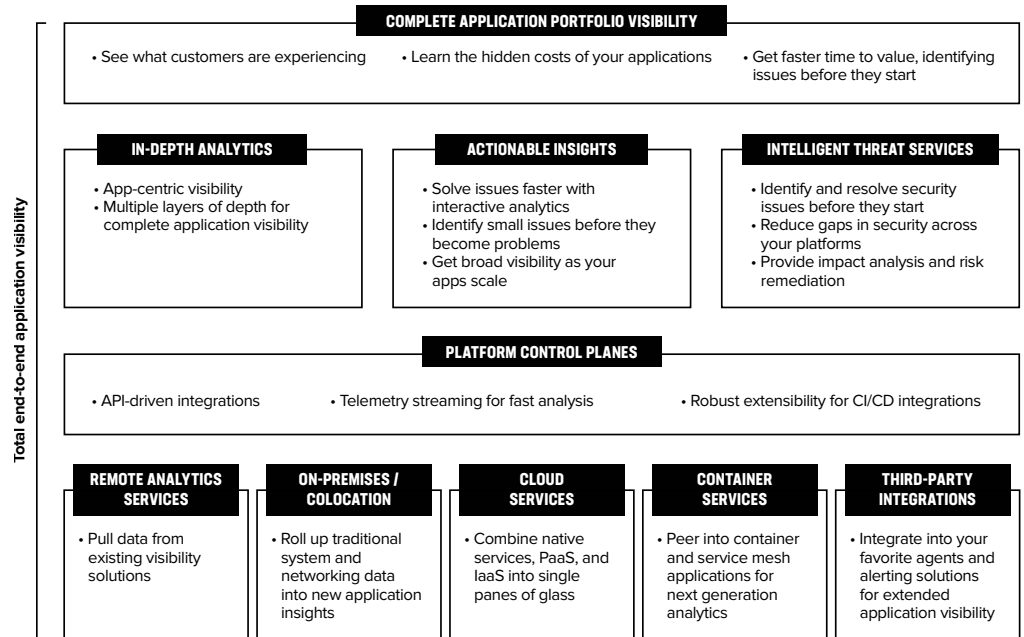 Total end-to-end application visibility
COMPLETE APPLICATION PORTFOLIO VISIBILITY
• See what customers are experiencing
• Learn the hidden costs of your applications
• Get faster time to value, identifying
issues before they start
IN-DEPTH ANALYTICS
• App-centric visibility
• Multiple layers of depth for
complete application visibility
ACTIONABLE INSIGHTS
• Solve issues faster with
interactive analytics
• Identify small issues before they
become problems
• Get broad visibility as your
apps scale
INTELLIGENT THREAT SERVICES
• Identify and resolve security
issues before they start
• Reduce gaps in security across
your platforms
• Provide impact analysis and risk
remediation
PLATFORM CONTROL PLANES
• API-driven integrations
• Telemetry streaming for fast analysis
• Robust extensibility for CI/CD integrations
REMOTE ANALYTICS
SERVICES
• Pull data from
existing visibility
solutions
ON-PREMISES /
COLOCATION
• Roll up traditional
system and
networking data
into new application
insights
CLOUD
SERVICES
• Combine native
services, PaaS, and
IaaS into single
panes of glass
CONTAINER
SERVICES
• Peer into container
and service mesh
applications for
next generation
analytics
THIRD-PARTY
INTEGRATIONS
• Integrate into your
favorite agents and
alerting solutions
for extended
application visibility